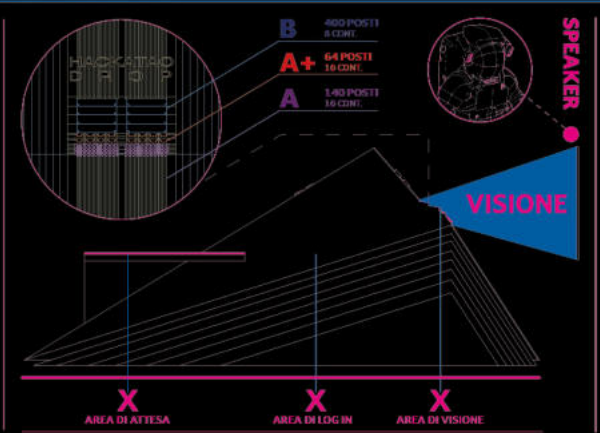 B
400 POSTI
8 CONT.
HACKATAO
DROP
A+
64 POSTI
16 CONT.
A
140 POSTI
16 CONT.
SPEAKER
VISIONE
X
AREA DI ATTESA
X
AREA DI LOG IN
X
AREA DI VISIONE